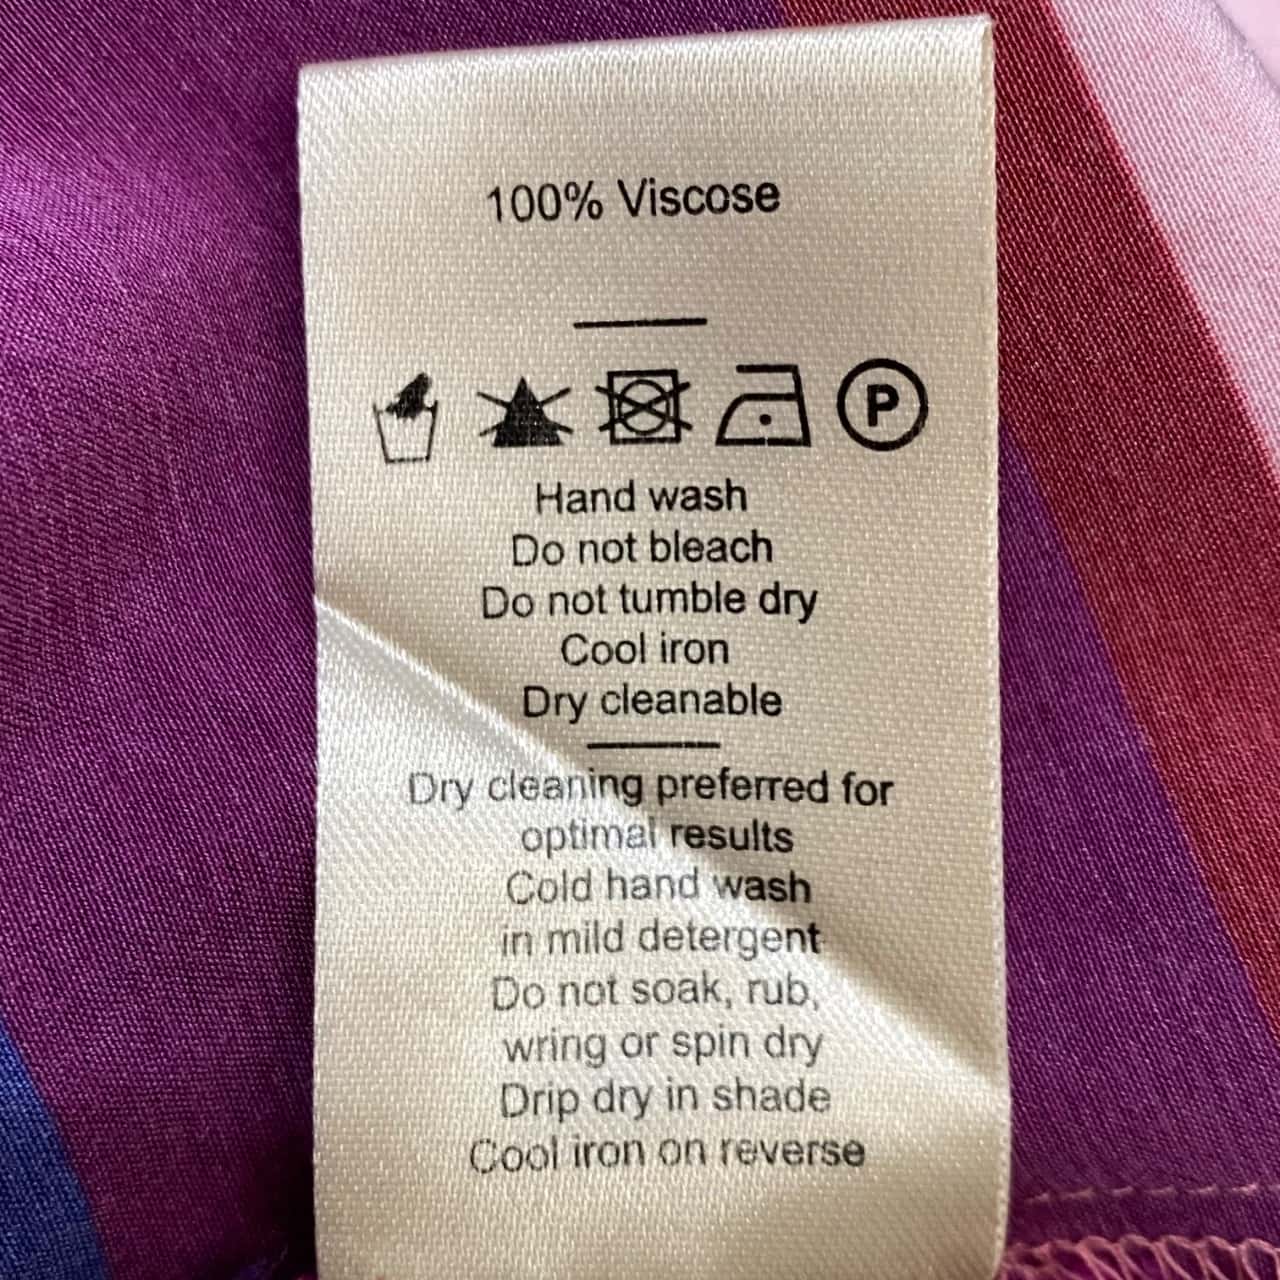 100% Viscose
P
Hand wash
Do not bleach
Do not tumble dry
Cool iron
Dry cleanable
Dry cleaning preferred for
optimal results
Cold hand wash
in mild detergent
Do not soak, rub,
wring or spin dry
Drip dry in shade
Cool iron on reverse